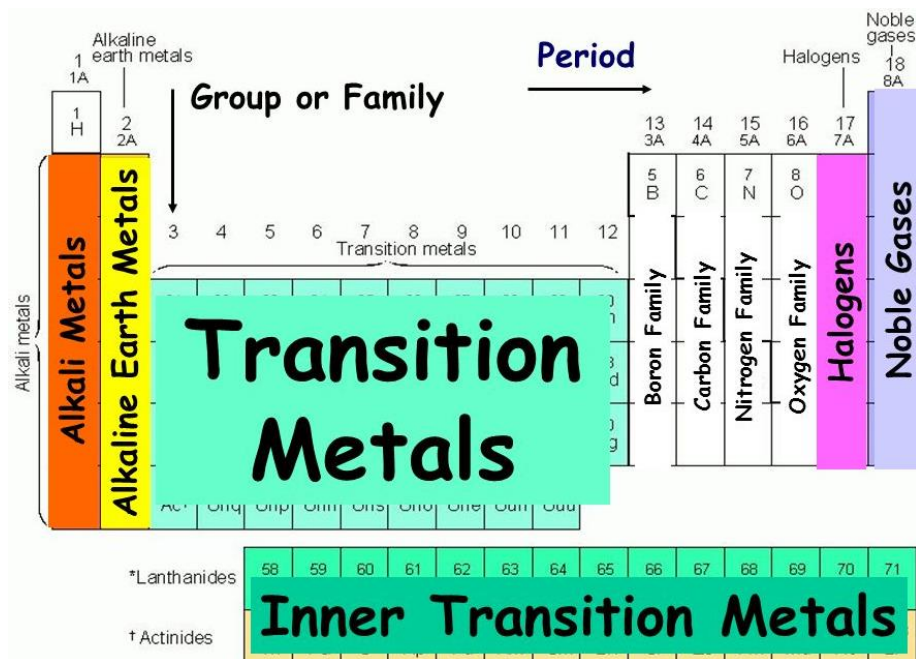 Noble
gases
18
8A
1
1A
Alkaline
earth metals
Period
Halogens
Group or Family
1
H
2
2A
13
3A
14
4A
15
5A
16
6A
17
7A
5
B
6
C
7
N
8
O
3 4 5 6 7 8 9 10 11 12
Transition metals
Alkali metals
Alkali Metals
Alkaline Earth Metals
Transition
Metals
Boron Family
Carbon Family
Nitrogen Family
Oxygen Family
Halogens
Noble Gases
*Lanthanides
58 59 60 61 62 63 64 65 66 67 68 69 70 71
Inner Transition Metals
† Actinides